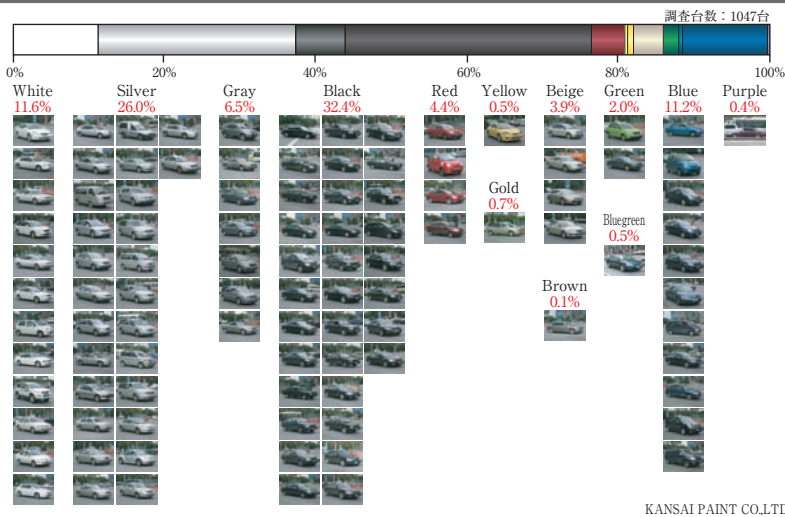 調査台数：1047台
0% 20% 40% 60% 80% 100%
White Silver Gray Black Red Yellow Beige Green Blue Purple
11.6% 26.0% 6.5% 32.4% 4.4% 0.5% 3.9% 2.0% 11.2% 0.4%
Gold
0.7%
Bluegreen
0.5%
Brown
0.1%
KANSAI PAINT CO.,LTD